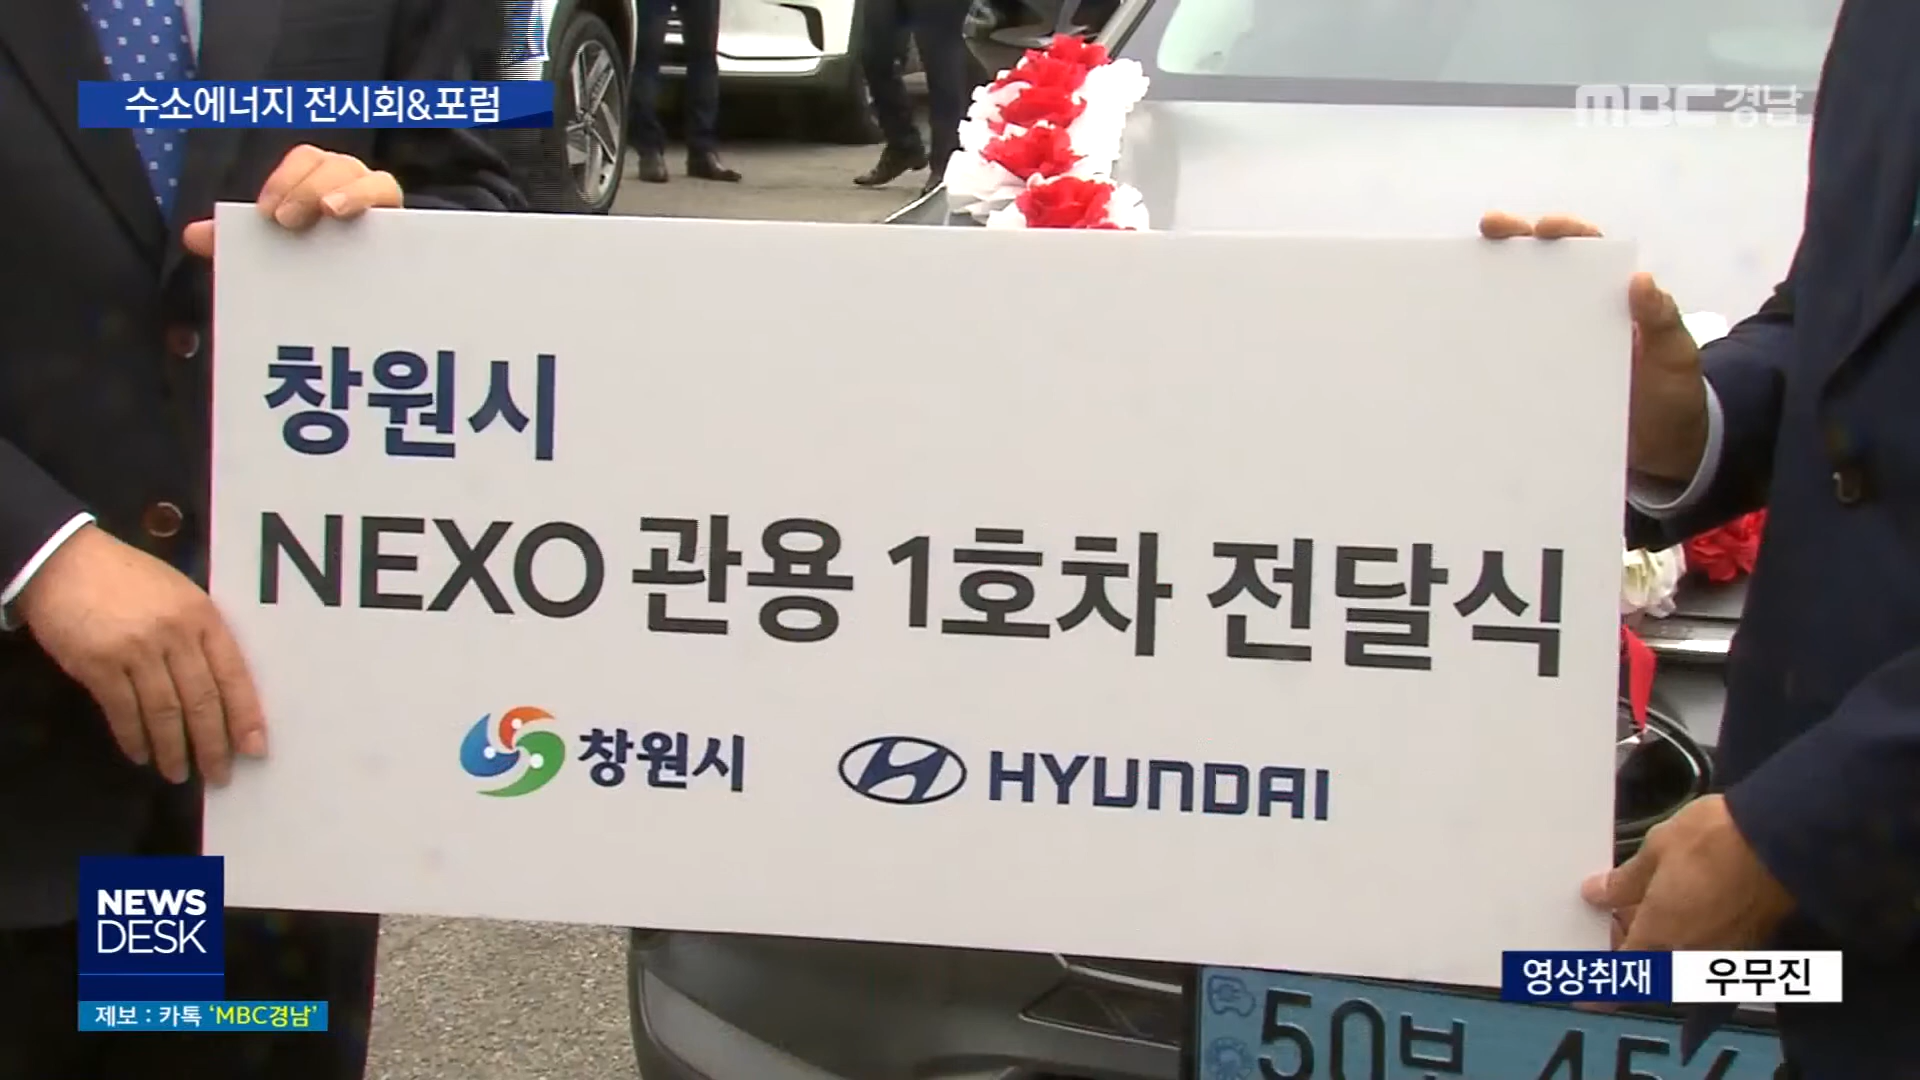 수소에너지 전시회&포럼
MBC경남
창원시
NEXO 관용 1호차 전달식
창원시
HYUNDAI
NEWS
DESK
제보 : 카톡 ‘MBC경남’
영상취재 우무진